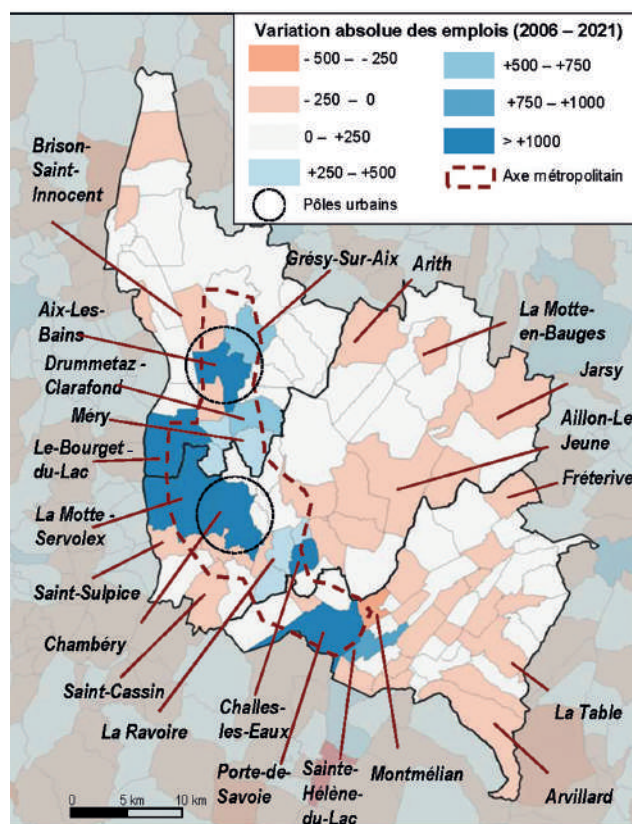 Variation absolue des emplois (2006 – 2021)
- 500 – - 250
- 250 – 0
0 – +250
+250 – +500
+500 – +750
+750 – +1000
> +1000
Axe métropolitain
Pôles urbains
Brison-
Saint-
Innocent
Grésy-Sur-Aix
Arith
La Motte-
en-Bauges
Aix-Les-
Bains
Jarsy
Drummetaz -
Clarafond
Aillon-Le-
Jeune
Méry
Le-Bourget -
du-Lac
Fréterive
La Motte -
Servolex
Saint-Sulpice
Chambéry
Saint-Cassin
La Table
La Ravoire
Challes-
les-Eaux
Porte-de-
Savoie
Sainte-
Hélène-
du-Lac
Montmélian
Arvillard
0
5 km
10 km